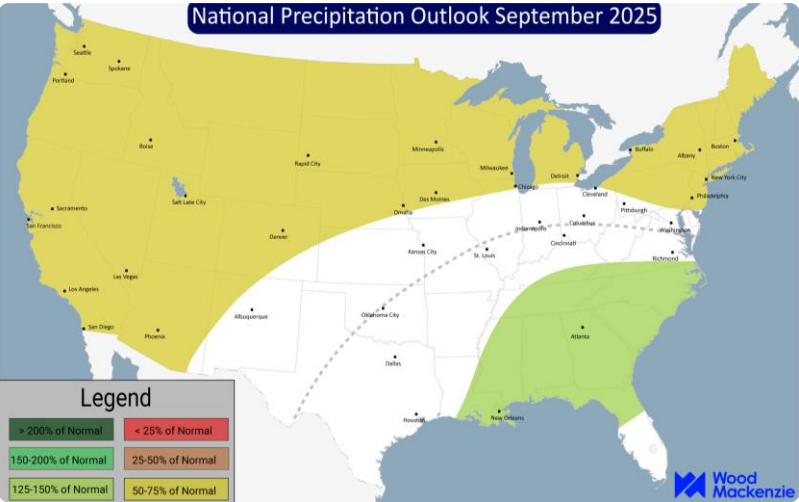 National Precipitation Outlook September 2025
Seattle
Spokane
Portland
Boise
Rapid City
Minneapolis
Milwaukee
Detroit
Buffalo
Albany
Boston
New York City
Philadelphia
Chicago
Cleveland
Pittsburgh
Des Moines
Omaha
Salt Lake City
Sacramento
San Francisco
Denver
Indianapolis
Columbus
Cincinnati
Washington
Richmond
Kansas City
St. Louis
Las Vegas
Los Angeles
San Diego
Phoenix
Albuquerque
Oklahoma City
Atlanta
Dallas
Houston
New Orleans
Legend
> 200% of Normal
< 25% of Normal
150-200% of Normal
25-50% of Normal
125-150% of Normal
50-75% of Normal
Wood
Mackenzie